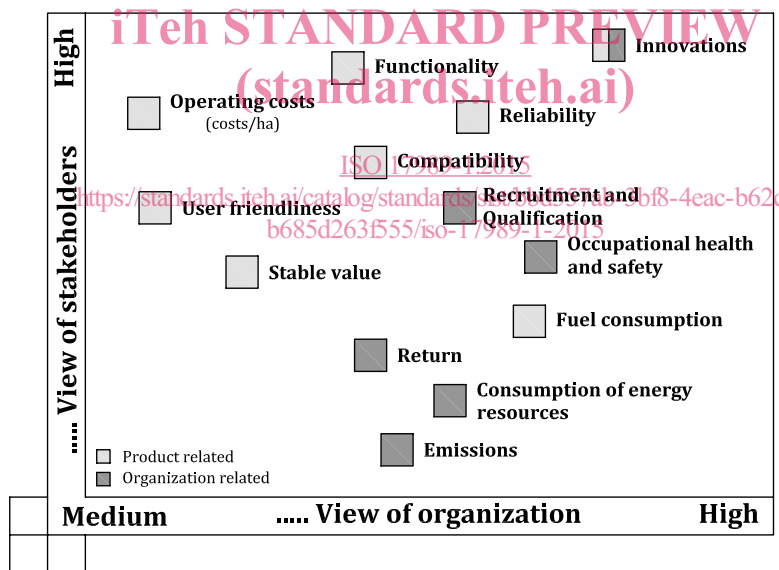 iTeh STANDARD PREVIEW
(standards.iteh.ai)
High
Innovations
Functionality
Operating costs
(costs/ha)
Reliability
Compatibility
ISO 17989-1:2015
https://standards.iteh.ai/catalog/standards/sist/
-3bf8-4eac-b62
b685d263f555/iso-17989-1-2015
User friendliness
Recruitment and
Qualification
Occupational health
and safety
Stable value
Fuel consumption
Return
Consumption of energy
resources
Emissions
..... View of stakeholders
Product related
Organization related
Medium
..... View of organization
High